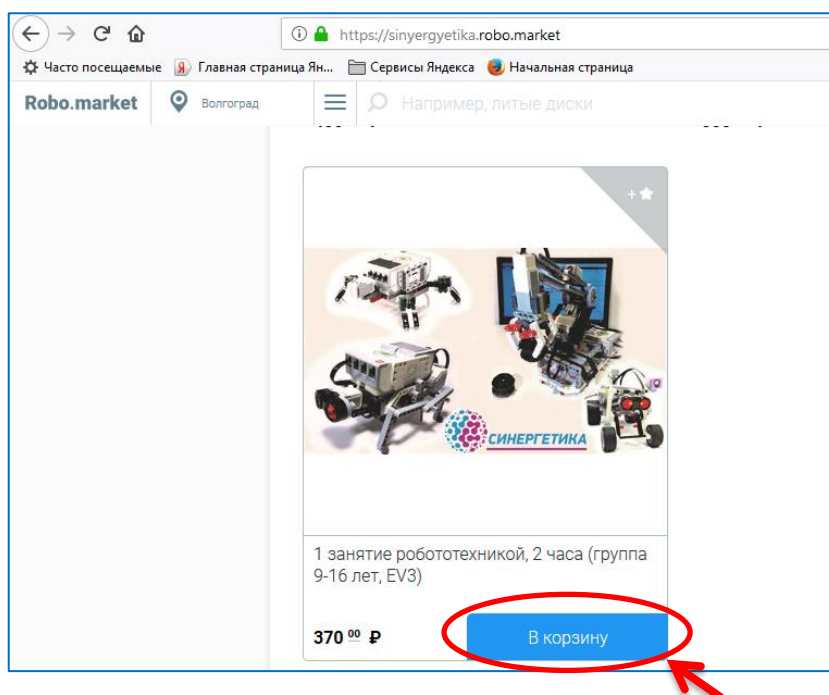 https://sinyergyetika.robo.market
Часто посещаемые Главная страница Ян... Сервисы Яндекса Начальная страница
Robo.market Волгоград Например, литые диски
+
СИНЕРГЕТИКА
1 занятие робототехникой, 2 часа (группа
9-16 лет, EV3)
370 00 ₽ В корзину